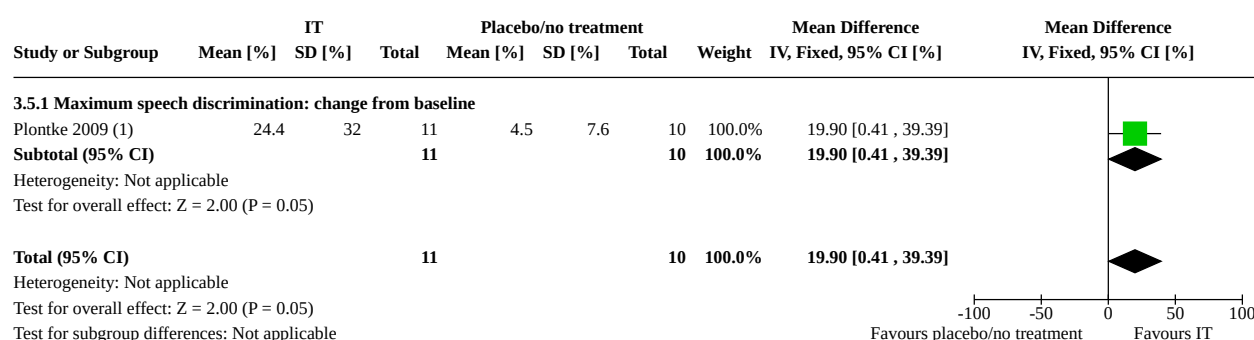 IT Placebo/no treatment Mean Difference Mean Difference
Study or Subgroup Mean [%] SD [%] Total Mean [%] SD [%] Total Weight IV, Fixed, 95% CI [%] IV, Fixed, 95% CI [%]
3.5.1 Maximum speech discrimination: change from baseline
Plontke 2009 (1) 24.4 32 11 4.5 7.6 10 100.0% 19.90 [0.41 , 39.39]
Subtotal (95% CI) 11 10 100.0% 19.90 [0.41 , 39.39]
Heterogeneity: Not applicable
Test for overall effect: Z = 2.00 (P = 0.05)
Total (95% CI) 11 10 100.0% 19.90 [0.41 , 39.39]
Heterogeneity: Not applicable
Test for overall effect: Z = 2.00 (P = 0.05)
-100 -50 0 50 100
Test for subgroup differences: Not applicable Favours placebo/no treatment Favours IT